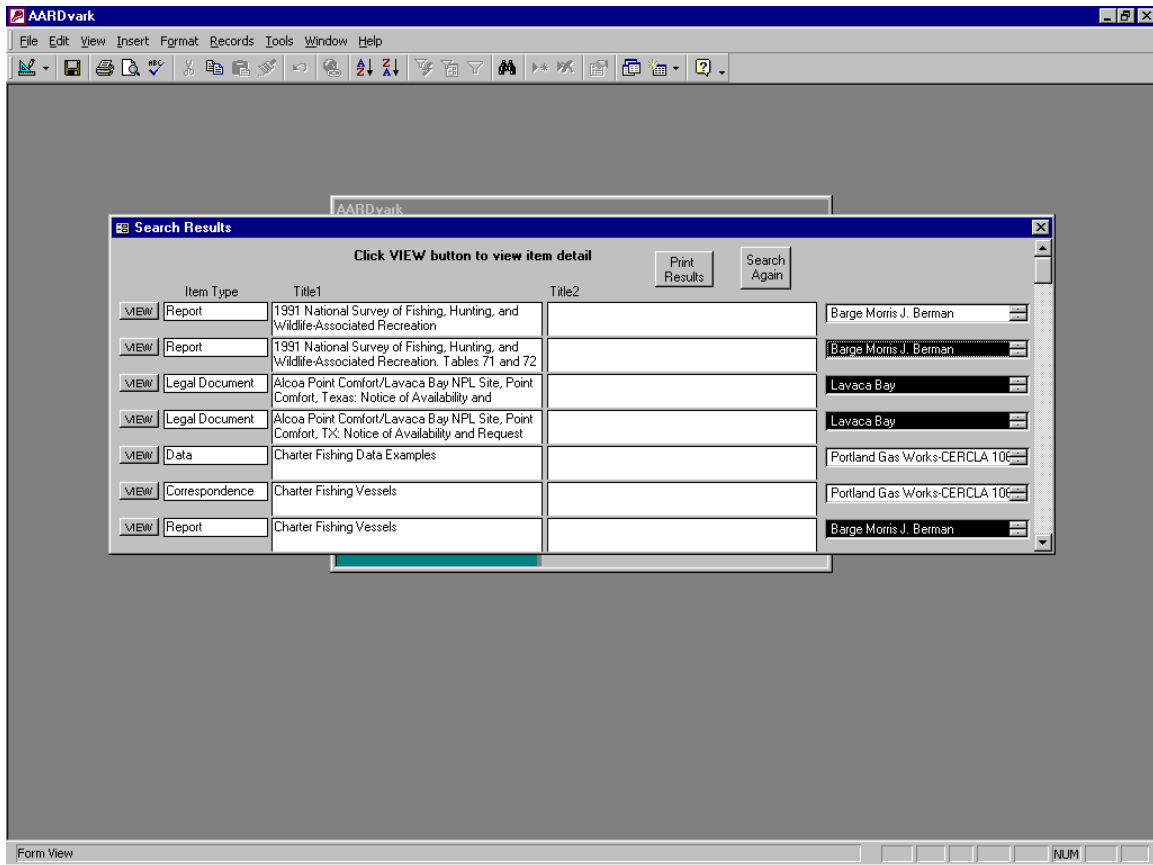 AARDvark
File Edit View Insert Format Records Tools Window Help
AARDvark
Search Results
Click VIEW button to view item detail
Print
Results
Search
Again
Item Type Title1 Title2
VIEW Report 1991 National Survey of Fishing, Hunting, and
Wildlife-Associated Recreation
Barge Morris J. Berman
VIEW Report 1991 National Survey of Fishing, Hunting, and
Wildlife-Associated Recreation. Tables 71 and 72
Barge Morris J. Berman
VIEW Legal Document Alcoa Point Comfort/Lavaca Bay NPL Site, Point
Comfort, Texas: Notice of Availability and
Lavaca Bay
VIEW Legal Document Alcoa Point Comfort/Lavaca Bay NPL Site, Point
Comfort, TX: Notice of Availability and Request
Lavaca Bay
VIEW Data Charter Fishing Data Examples
Portland Gas Works-CERCLA 106
VIEW Correspondence Charter Fishing Vessels
Portland Gas Works-CERCLA 106
VIEW Report Charter Fishing Vessels
Barge Morris J. Berman
Form View NUM